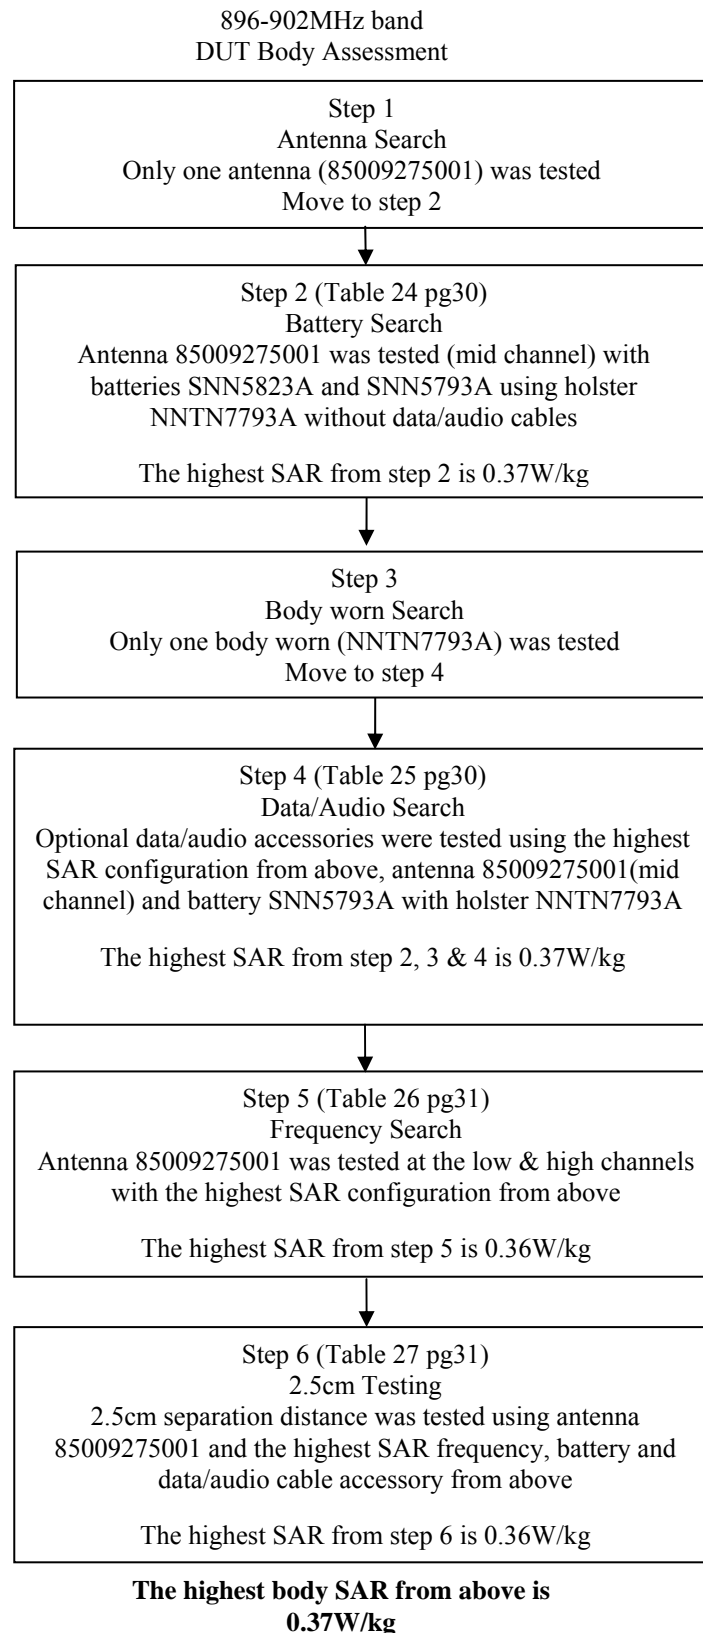 896-902MHz band
DUT Body Assessment
Step 1
Antenna Search
Only one antenna (85009275001) was tested
Move to step 2
Step 2 (Table 24 pg30)
Battery Search
Antenna 85009275001 was tested (mid channel) with
batteries SNN5823A and SNN5793A using holster
NNTN7793A without data/audio cables
The highest SAR from step 2 is 0.37W/kg
Step 3
Body worn Search
Only one body worn (NNTN7793A) was tested
Move to step 4
Step 4 (Table 25 pg30)
Data/Audio Search
Optional data/audio accessories were tested using the highest
SAR configuration from above, antenna 85009275001(mid
channel) and battery SNN5793A with holster NNTN7793A
The highest SAR from step 2, 3 & 4 is 0.37W/kg
Step 5 (Table 26 pg31)
Frequency Search
Antenna 85009275001 was tested at the low & high channels
with the highest SAR configuration from above
The highest SAR from step 5 is 0.36W/kg
Step 6 (Table 27 pg31)
2.5cm Testing
2.5cm separation distance was tested using antenna
85009275001 and the highest SAR frequency, battery and
data/audio cable accessory from above
The highest SAR from step 6 is 0.36W/kg
The highest body SAR from above is
0.37W/kg